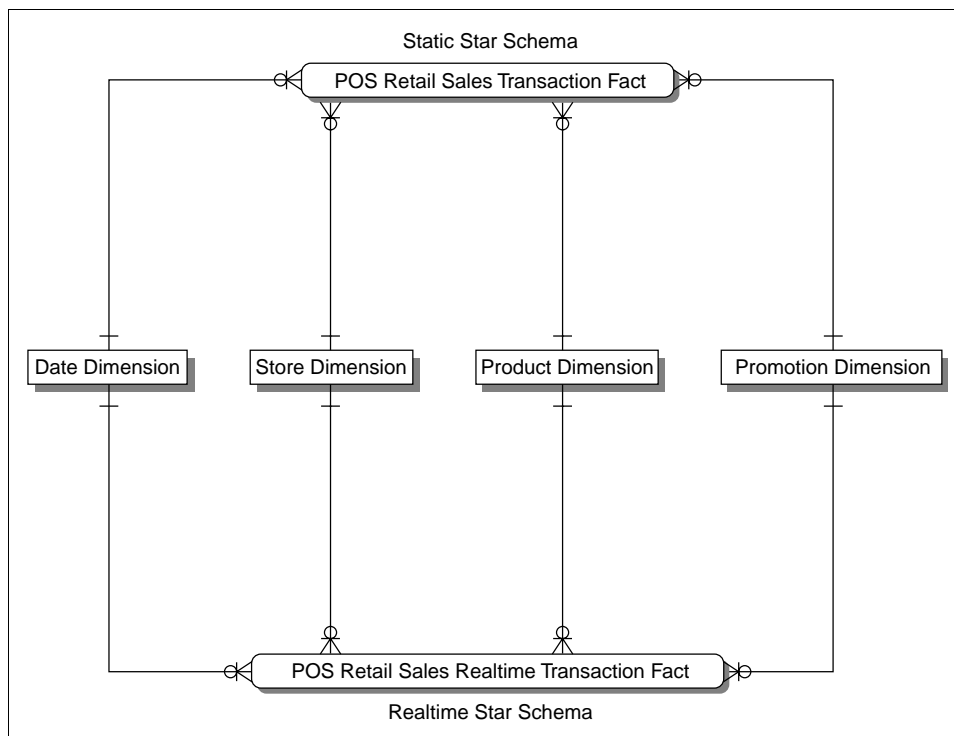 Static Star Schema
POS Retail Sales Transaction Fact
Date Dimension
Store Dimension
Product Dimension
Promotion Dimension
POS Retail Sales Realtime Transaction Fact
Realtime Star Schema